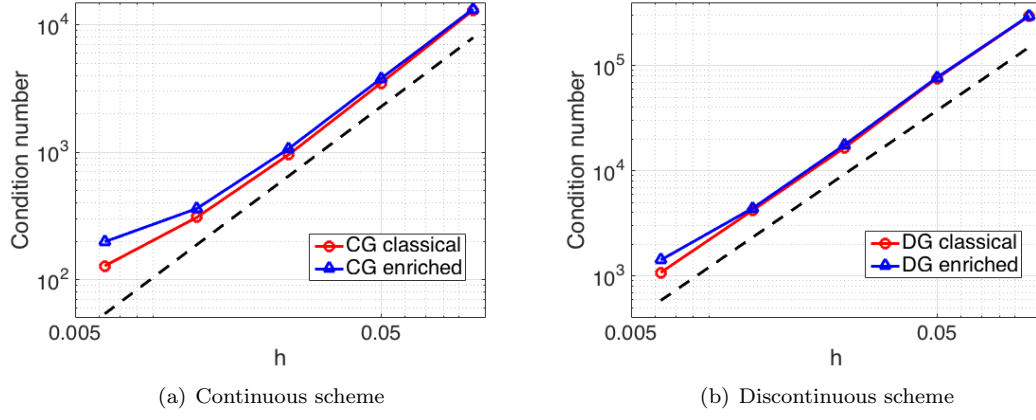 10^4
10^3
10^2
Condition number
0.005
0.05
h
CG classical
CG enriched
(a) Continuous scheme
10^5
10^4
10^3
Condition number
0.005
0.05
h
DG classical
DG enriched
(b) Discontinuous scheme